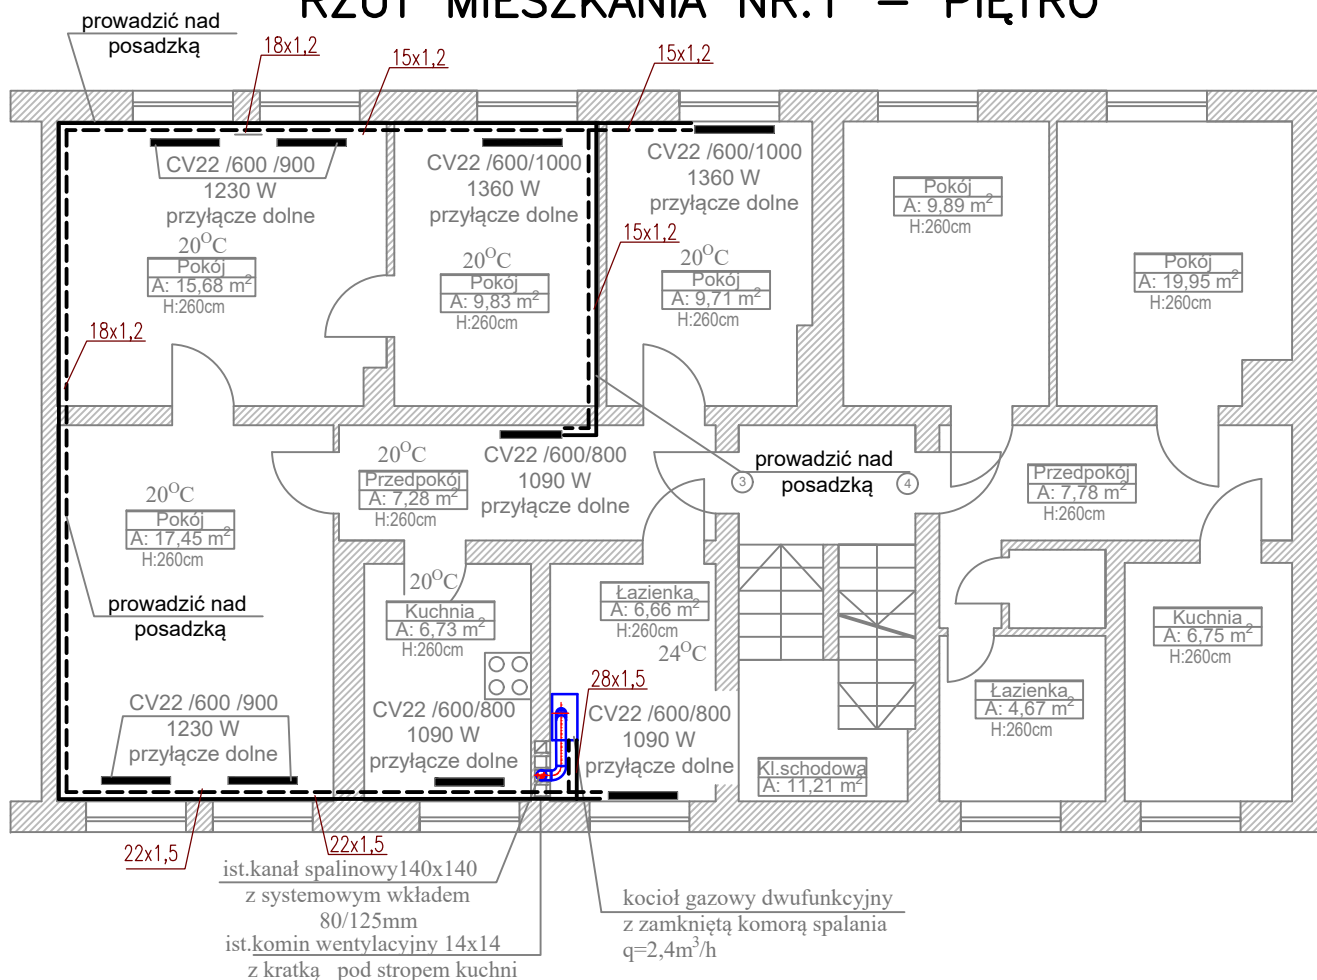 RZUT MIESZKANIA NR.1 – PIĘTRO
prowadzić nad
posadzką
18x1,2
15x1,2
15x1,2
CV22 /600 /900
1230 W
przyłącze dolne
20°C
Pokój
A: 15,68 m²
H:260cm
CV22 /600/1000
1360 W
przyłącze dolne
20°C
Pokój
A: 9,83 m²
H:260cm
CV22 /600/1000
1360 W
przyłącze dolne
15x1,2
20°C
Pokój
A: 9,71 m²
H:260cm
Pokój
A: 9,89 m²
H:260cm
Pokój
A: 19,95 m²
H:260cm
18x1,2
20°C
Pokój
A: 17,45 m²
H:260cm
20°C
Przedpokój
A: 7,28 m²
H:260cm
CV22 /600/800
1090 W
przyłącze dolne
prowadzić nad
posadzką
3
4
Przedpokój
A: 7,78 m²
H:260cm
prowadzić nad
posadzką
20°C
Kuchnia
A: 6,73 m²
H:260cm
Łazienka
A: 6,66 m²
H:260cm
24°C
Kuchnia
A: 6,75 m²
H:260cm
28x1,5
Łazienka
A: 4,67 m²
H:260cm
CV22 /600 /900
1230 W
przyłącze dolne
CV22 /600/800
1090 W
przyłącze dolne
CV22 /600/800
1090 W
przyłącze dolne
Kl.schodowa
A: 11,21 m²
22x1,5
22x1,5
ist.kanał spalinowy140x140
z systemowym wkładem
80/125mm
ist.komin wentylacyjny 14x14
z kratką pod stropem kuchni
kocioł gazowy dwufunkcyjny
z zamkniętą komorą spalania
q=2,4m³/h